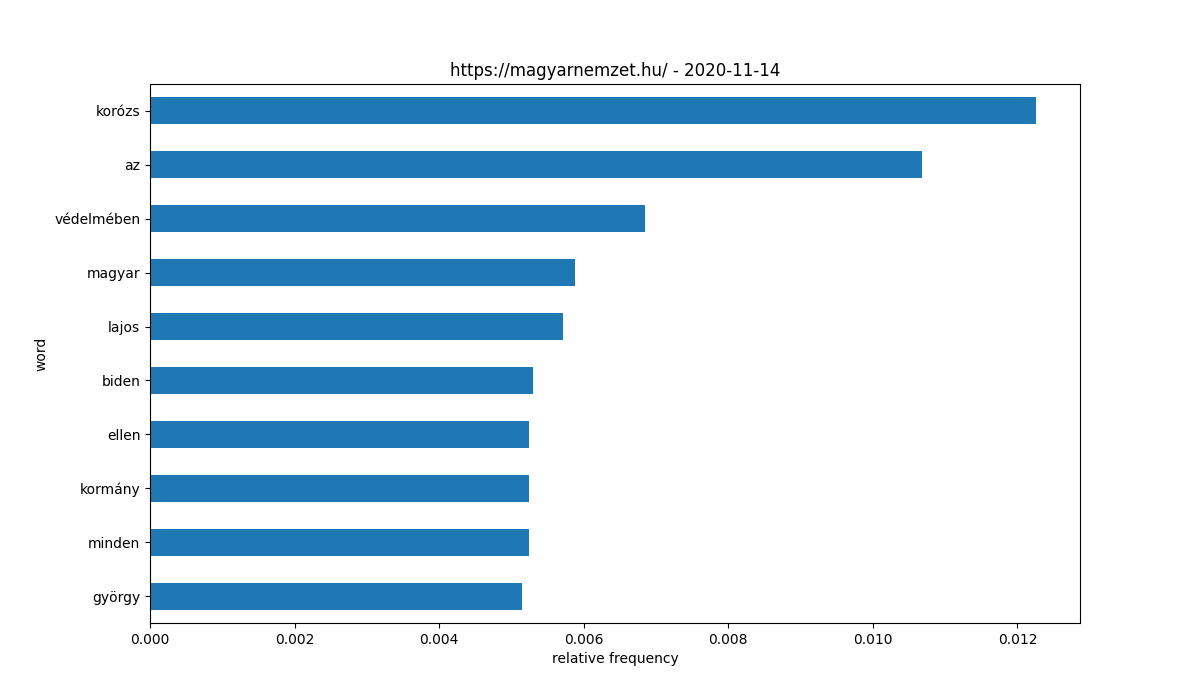 https://magyarnemzet.hu/ - 2020-11-14
korózs
az
védelmében
magyar
lajos
biden
ellen
kormány
minden
györgy
word
0.000 0.002 0.004 0.006 0.008 0.010 0.012
relative frequency